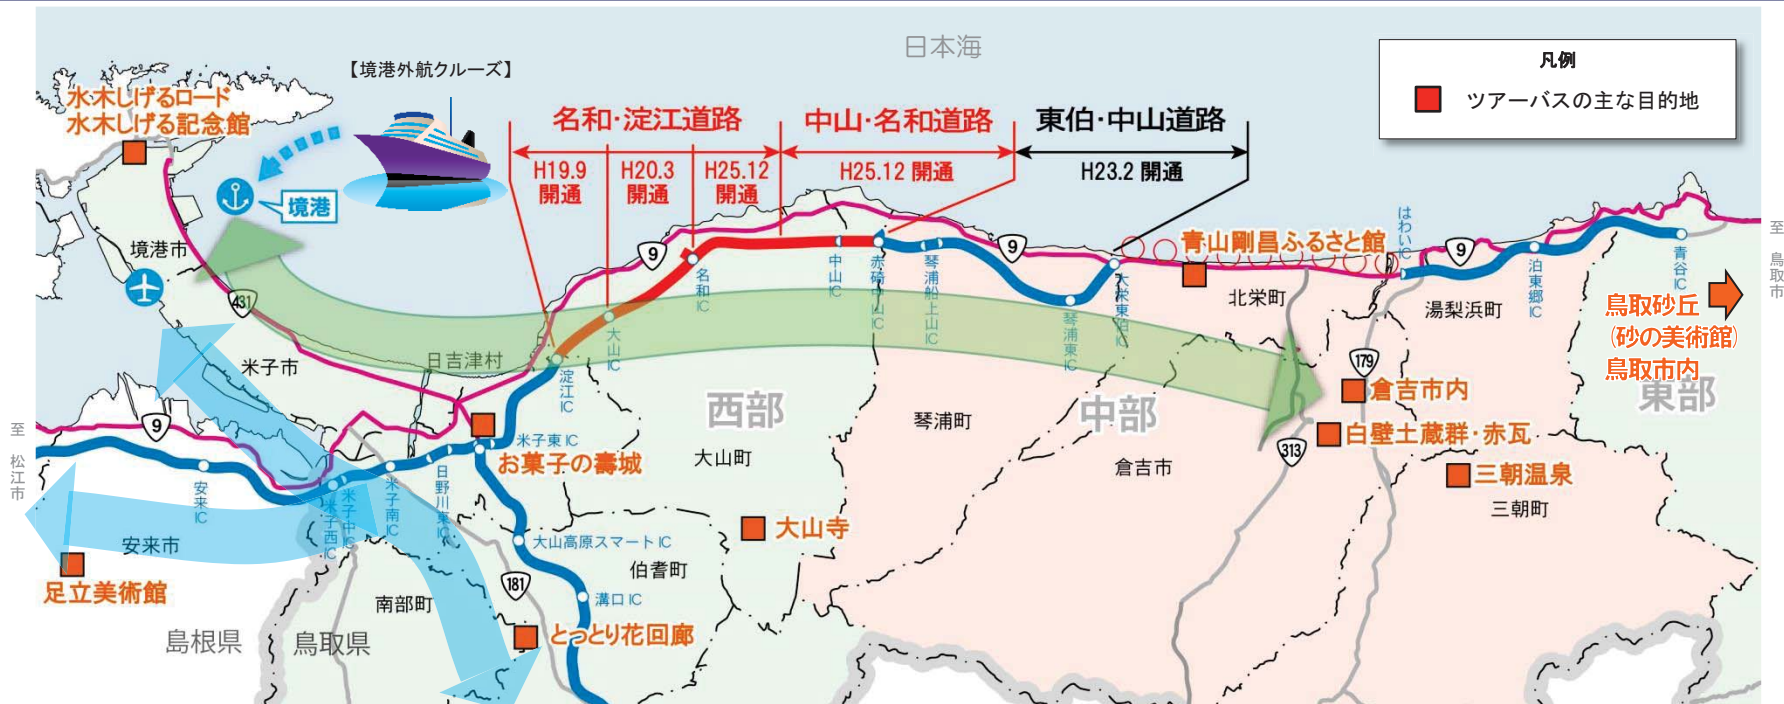 日本海
凡例
ツアーバスの主な目的地
【境港外航クルーズ】
水木しげるロード
水木しげる記念館
名和・淀江道路
中山・名和道路
東伯・中山道路
H19.9
開通
H20.3
開通
H25.12
開通
H25.12 開通
H23.2 開通
境港
境港市
431
9
9
9
9
名和IC
中山IC
赤碕中山IC
琴浦船上山IC
琴浦東IC
大栄東伯IC
青山剛昌ふるさと館
はわいIC
泊東郷IC
青谷IC
至 鳥取市
北栄町
湯梨浜町
鳥取砂丘
(砂の美術館)
鳥取市内
米子市
日吉津村
大山IC
淀江IC
西部
中部
東部
琴浦町
179
倉吉市内
白壁土蔵群・赤瓦
313
三朝温泉
三朝町
倉吉市
大山町
米子東IC
お菓子の壽城
至 松江市
安来IC
米子西IC
米子中IC
米子南IC
日野川東IC
大山寺
大山高原スマートIC
安来市
足立美術館
伯耆町
181
溝口IC
南部町
とっとり花回廊
島根県
鳥取県